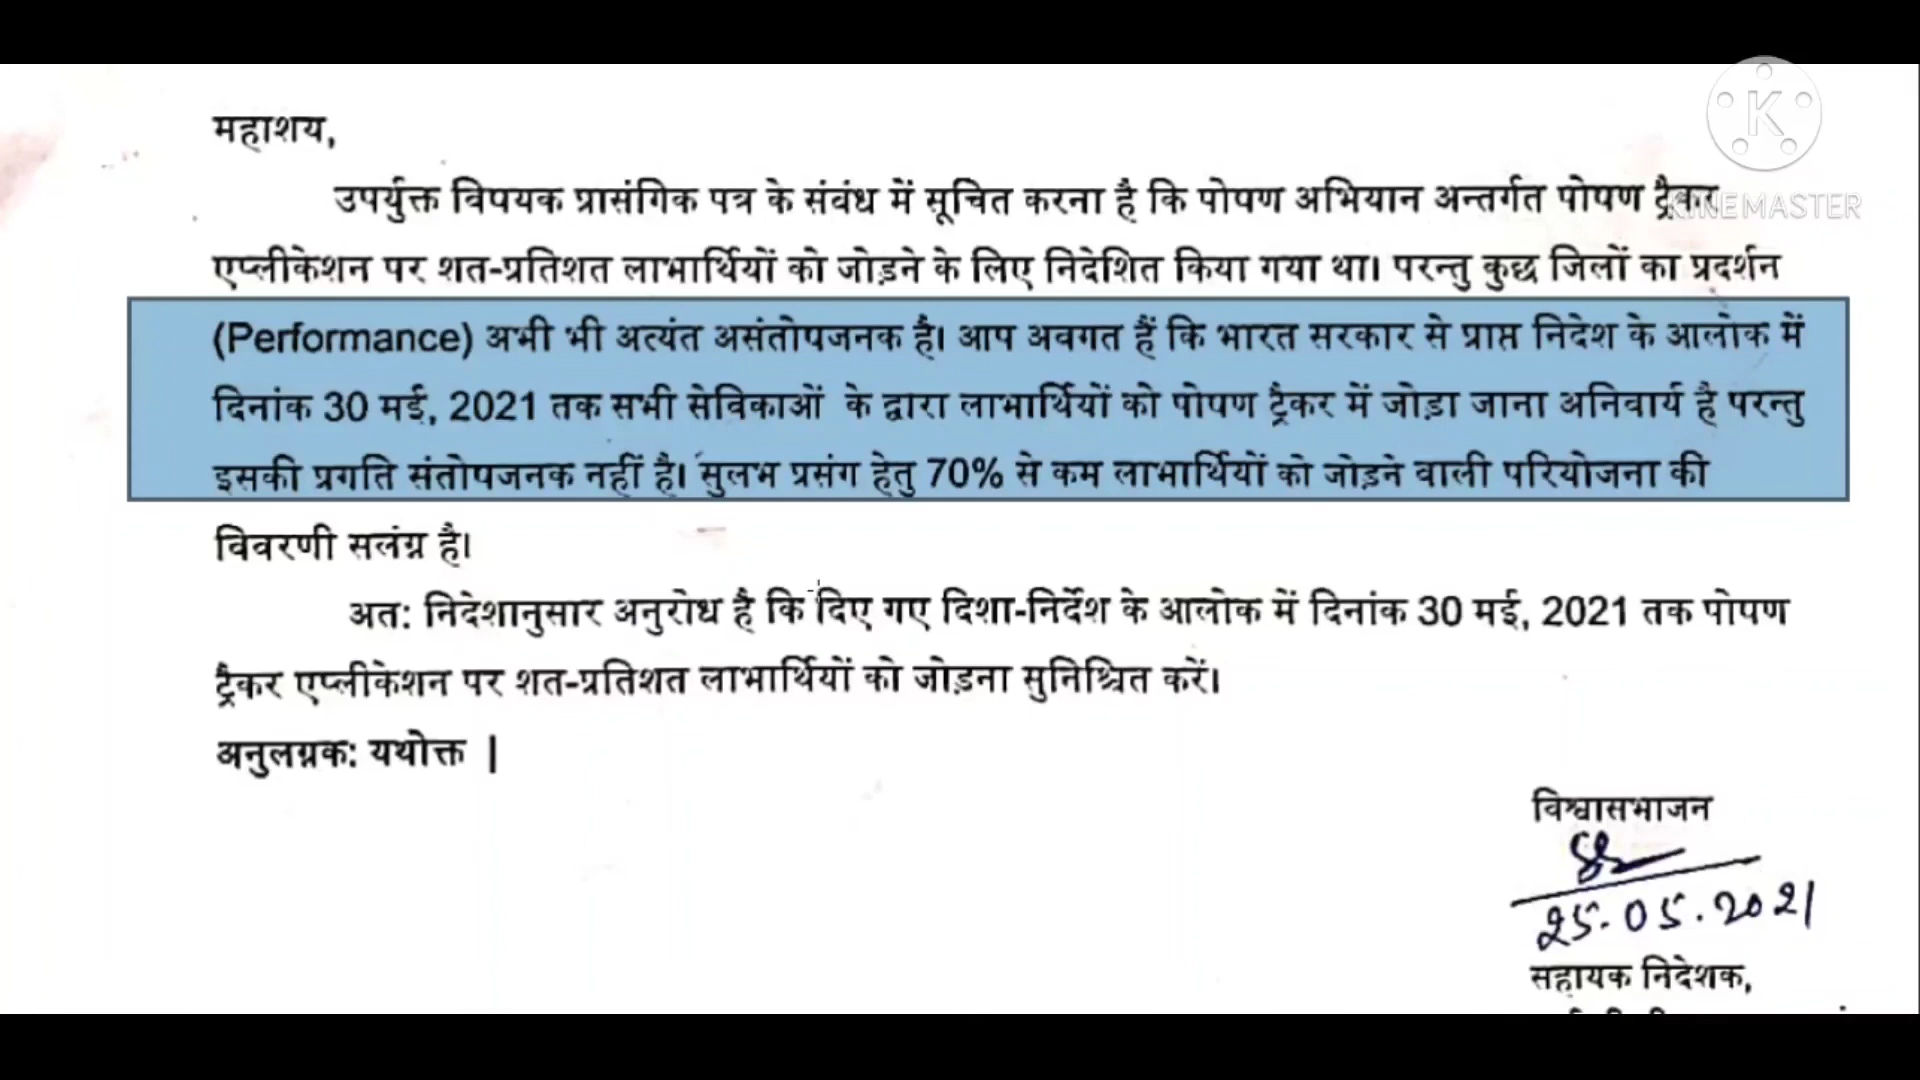 महाशय,
उपर्युक्त विषयक प्रासंगिक पत्र के संबंध में सूचित करना है कि पोषण अभियान अन्तर्गत पोषण ट्रैकर
KINEMASTER
एप्लीकेशन पर शत-प्रतिशत लाभार्थियों को जोड़ने के लिए निदेशित किया गया था। परन्तु कुछ जिलों का प्रदर्शन
(Performance) अभी भी अत्यंत असंतोषजनक है। आप अवगत हैं कि भारत सरकार से प्राप्त निदेश के आलोक में
दिनांक 30 मई, 2021 तक सभी सेविकाओं के द्वारा लाभार्थियों को पोषण ट्रैकर में जोड़ा जाना अनिवार्य है परन्तु
इसकी प्रगति संतोषजनक नहीं है। सुलभ प्रसंग हेतु 70% से कम लाभार्थियों को जोड़ने वाली परियोजना की
विवरणी सलंग्न है।
अत: निदेशानुसार अनुरोध है कि दिए गए दिशा-निर्देश के आलोक में दिनांक 30 मई, 2021 तक पोषण
ट्रैकर एप्लीकेशन पर शत-प्रतिशत लाभार्थियों को जोड़ना सुनिश्चित करें।
अनुलग्नक: यथोक्त |
विश्वासभाजन
25.05.2021
सहायक निदेशक,